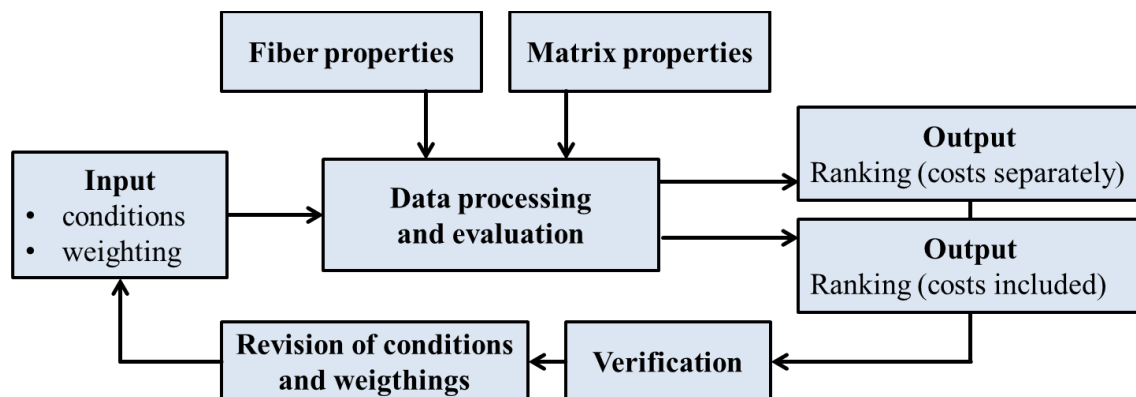 Fiber properties
Matrix properties
Input
• conditions
• weighting
Data processing
and evaluation
Output
Ranking (costs separately)
Output
Ranking (costs included)
Revision of conditions
and weigthings
Verification